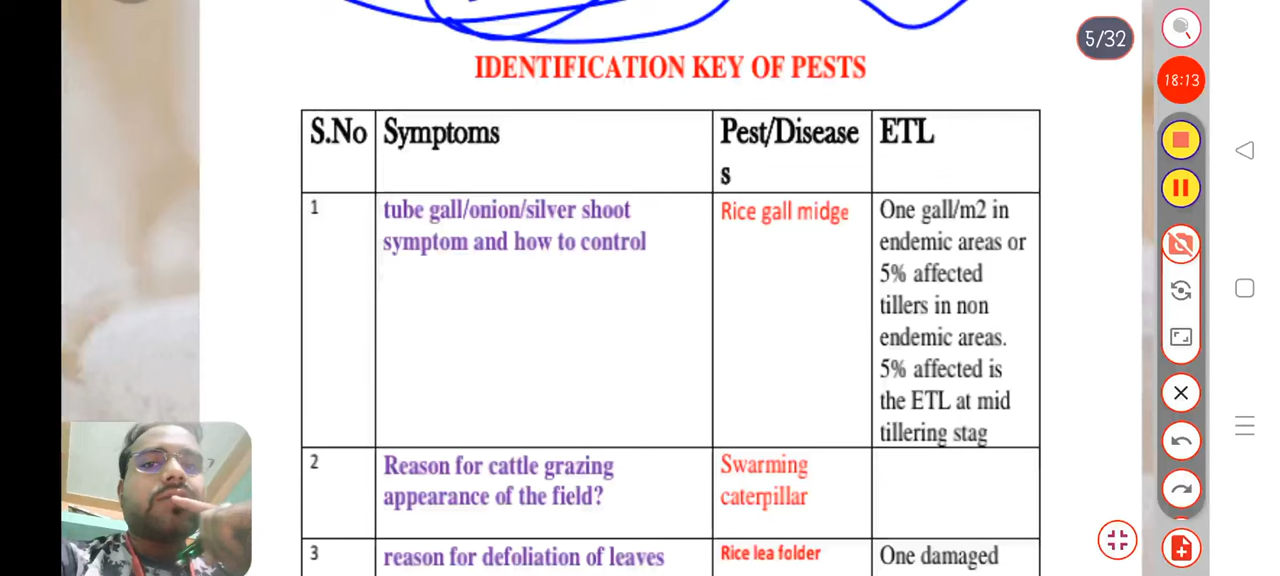 5/32
18:13
IDENTIFICATION KEY OF PESTS
S.No Symptoms Pest/Disease ETL
s
1 tube gall/onion/silver shoot Rice gall midge One gall/m2 in
symptom and how to control endemic areas or
5% affected
tillers in non
endemic areas.
5% affected is
the ETL at mid
tillering stag
2 Reason for cattle grazing Swarming
appearance of the field? caterpillar
3 reason for defoliation of leaves Rice lea folder One damaged